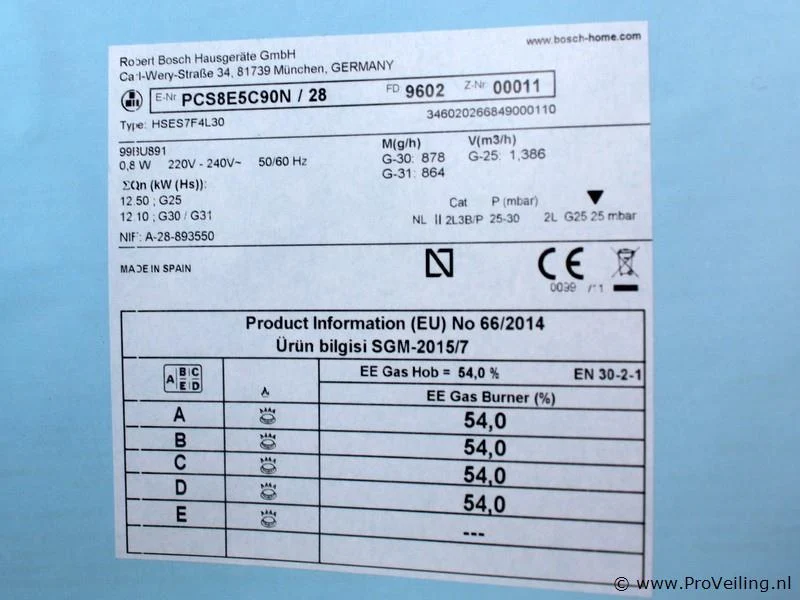 www.bosch-home.com
Robert Bosch Hausgeräte GmbH
Carl-Wery-Straße 34, 81739 München, GERMANY
E-Nr PCS8E5C90N / 28 FD 9602 Z-Nr 00011
Type: HSES7F4L30 346020266849000110
99BU891 M(g/h) V(m3/h)
0,8 W 220V - 240V~ 50/60 Hz G-30: 878 G-25: 1,386
G-31: 864
ΣQn (kW (Hs)):
12.50 ; G25 Cat P (mbar)
12.10 ; G30 / G31 NL II 2L3B/P 25-30 2L G25 25 mbar
NIF: A-28-893550
MADE IN SPAIN N CE
0099 /11
Product Information (EU) No 66/2014
Ürün bilgisi SGM-2015/7
A B C E D EE Gas Hob = 54,0 % EN 30-2-1
EE Gas Burner (%)
A 54,0
B 54,0
C 54,0
D 54,0
E ---
© www.ProVeiling.nl